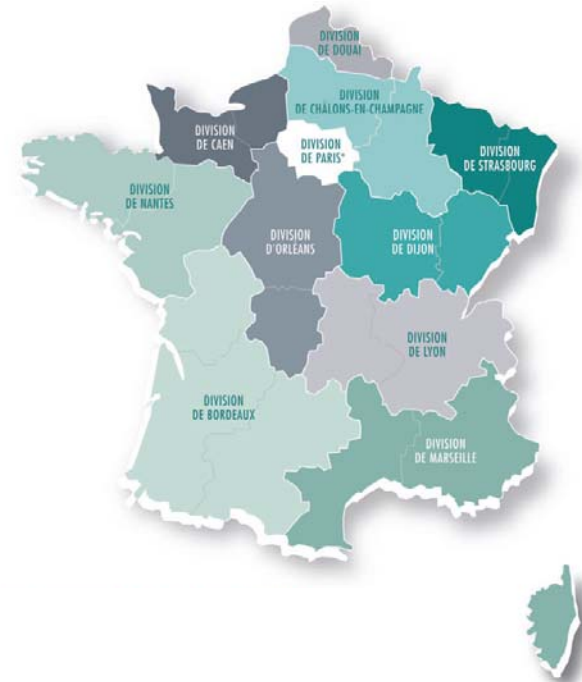 DIVISION
DE DOUAI
DIVISION
DE CHÂLONS-EN-CHAMPAGNE
DIVISION
DE CAEN
DIVISION
DE PARIS*
DIVISION
DE STRASBOURG
DIVISION
DE NANTES
DIVISION
D'ORLÉANS
DIVISION
DE DIJON
DIVISION
DE LYON
DIVISION
DE BORDEAUX
DIVISION
DE MARSEILLE